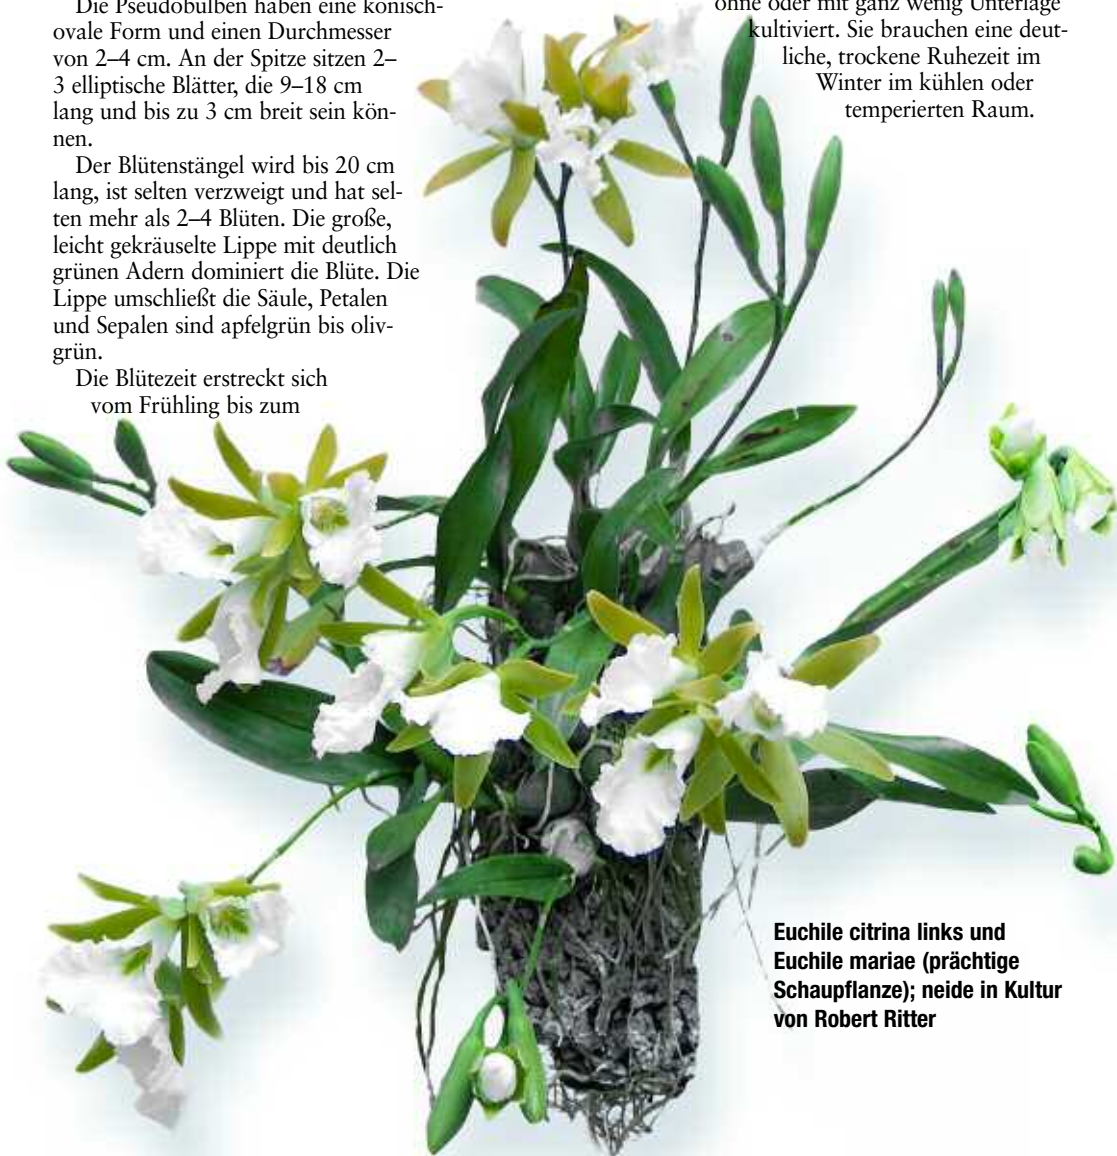 Die Pseudobulben haben eine konisch-
ovale Form und einen Durchmesser
von 2–4 cm. An der Spitze sitzen 2–
3 elliptische Blätter, die 9–18 cm
lang und bis zu 3 cm breit sein kön-
nen.
Der Blütenstängel wird bis 20 cm
lang, ist selten verzweigt und hat sel-
ten mehr als 2–4 Blüten. Die große,
leicht gekräuselte Lippe mit deutlich
grünen Adern dominiert die Blüte. Die
Lippe umschließt die Säule, Petalen
und Sepalen sind apfelgrün bis oliv-
grün.
Die Blütezeit erstreckt sich
vom Frühling bis zum
ohne oder mit ganz wenig Unterlage
kultiviert. Sie brauchen eine deut-
liche, trockene Ruhezeit im
Winter im kühlen oder
temperierten Raum.
Euchile citrina links und
Euchile mariae (prächtige
Schaupflanze); neide in Kultur
von Robert Ritter